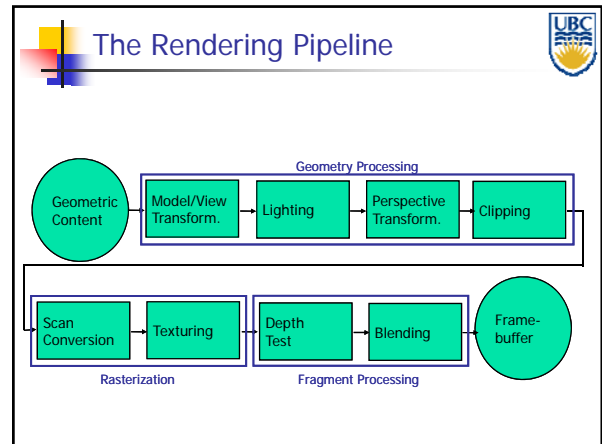 The Rendering Pipeline
UBC
Geometry Processing
Geometric
Content
Model/View
Transform.
Lighting
Perspective
Transform.
Clipping
Scan
Conversion
Texturing
Depth
Test
Blending
Frame-
buffer
Rasterization
Fragment Processing